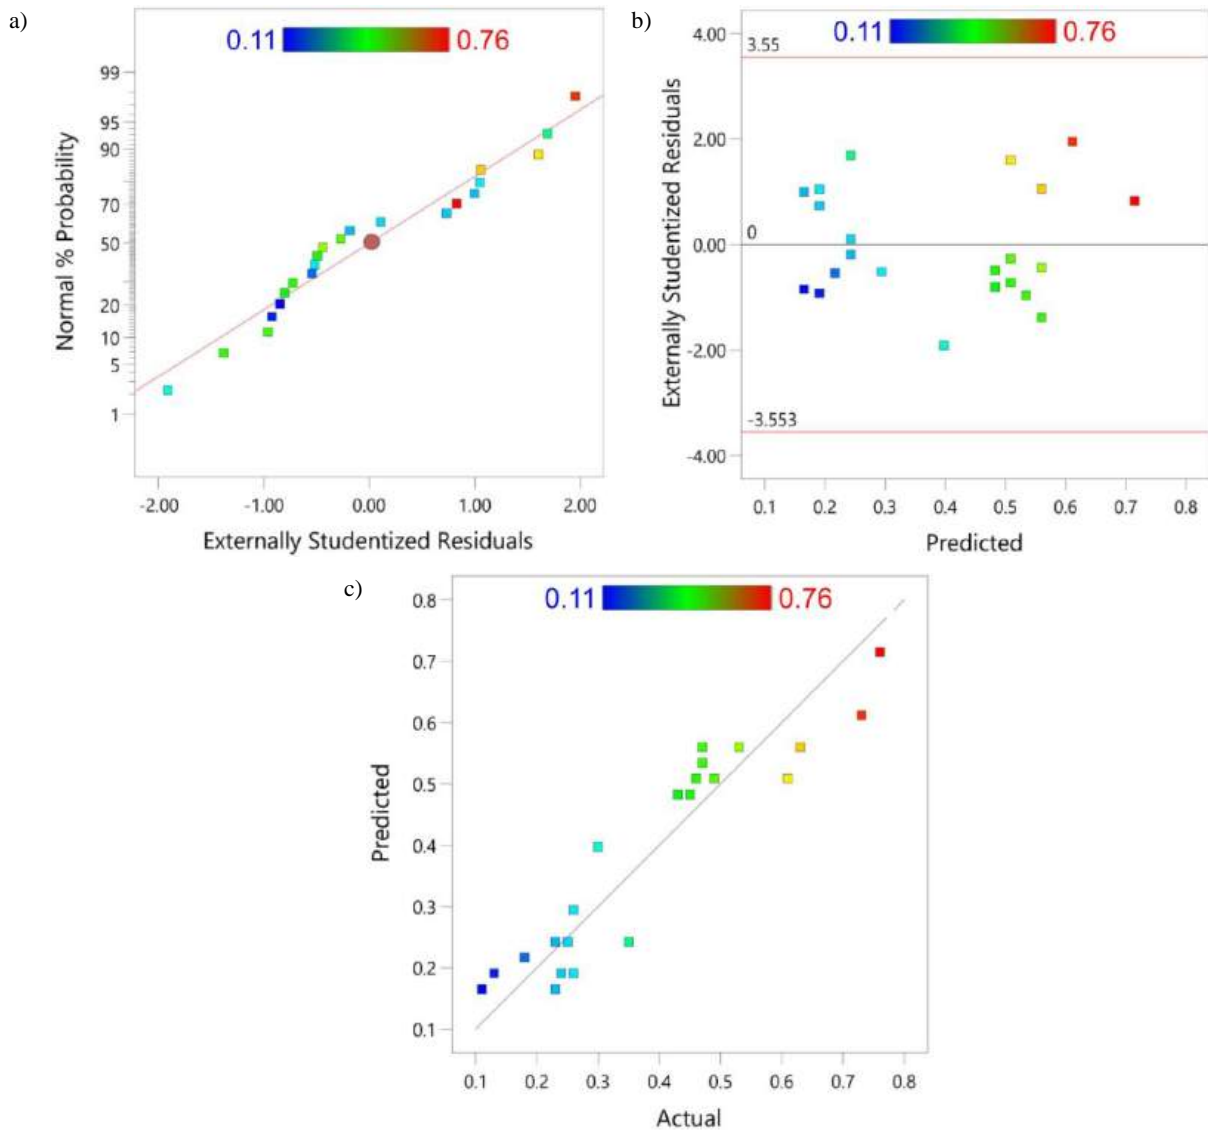 a)
0.11 0.76
99
95
90
70
50
20
10
5
1
Normal % Probability
-2.00 -1.00 0.00 1.00 2.00
Externally Studentized Residuals
b)
0.11 0.76
4.00
3.55
2.00
0
0.00
-2.00
-3.553
-4.00
Externally Studentized Residuals
0.1 0.2 0.3 0.4 0.5 0.6 0.7 0.8
Predicted
c)
0.11 0.76
0.8
0.7
0.6
0.5
0.4
0.3
0.2
0.1
Predicted
0.1 0.2 0.3 0.4 0.5 0.6 0.7 0.8
Actual